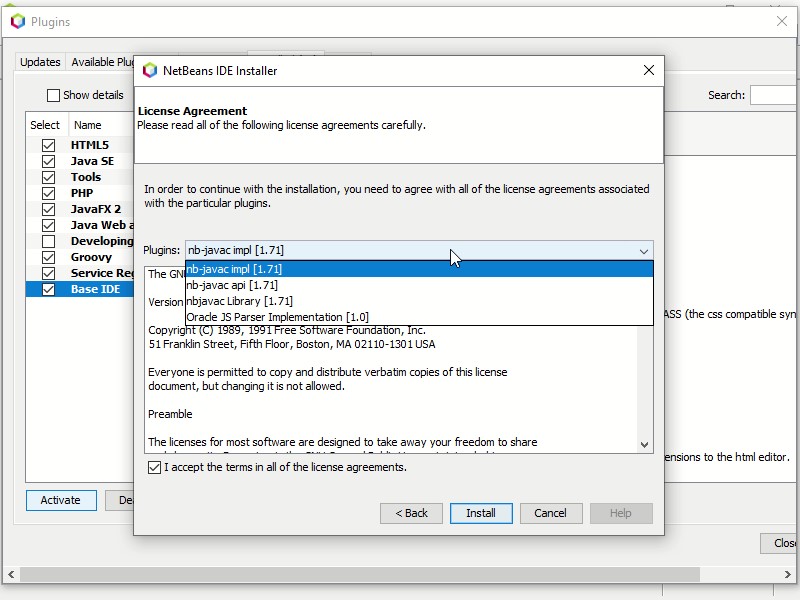 Plugins
Updates
Available Plug
Show details
Search:
Select
Name
HTML5
Java SE
Tools
PHP
JavaFX 2
Java Web a
Developing
Groovy
Service Reg
Base IDE
ASS (the css compatible syn
ensions to the html editor.
Activate
Dea
Close
NetBeans IDE Installer
License Agreement
Please read all of the following license agreements carefully.
In order to continue with the installation, you need to agree with all of the license agreements associated
with the particular plugins.
Plugins:
nb-javac impl [1.71]
nb-javac impl [1.71]
nb-javac api [1.71]
nbjavac Library [1.71]
Oracle JS Parser Implementation [1.0]
The GN
Version
Copyright (C) 1989, 1991 Free Software Foundation, Inc.
51 Franklin Street, Fifth Floor, Boston, MA 02110-1301 USA
Everyone is permitted to copy and distribute verbatim copies of this license
document, but changing it is not allowed.
Preamble
The licenses for most software are designed to take away your freedom to share
I accept the terms in all of the license agreements.
< Back
Install
Cancel
Help